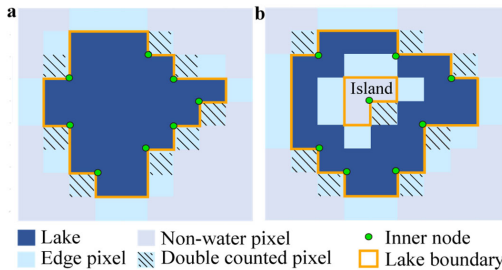 a
b
Island
Lake
Non-water pixel
Inner node
Edge pixel
Double counted pixel
Lake boundary